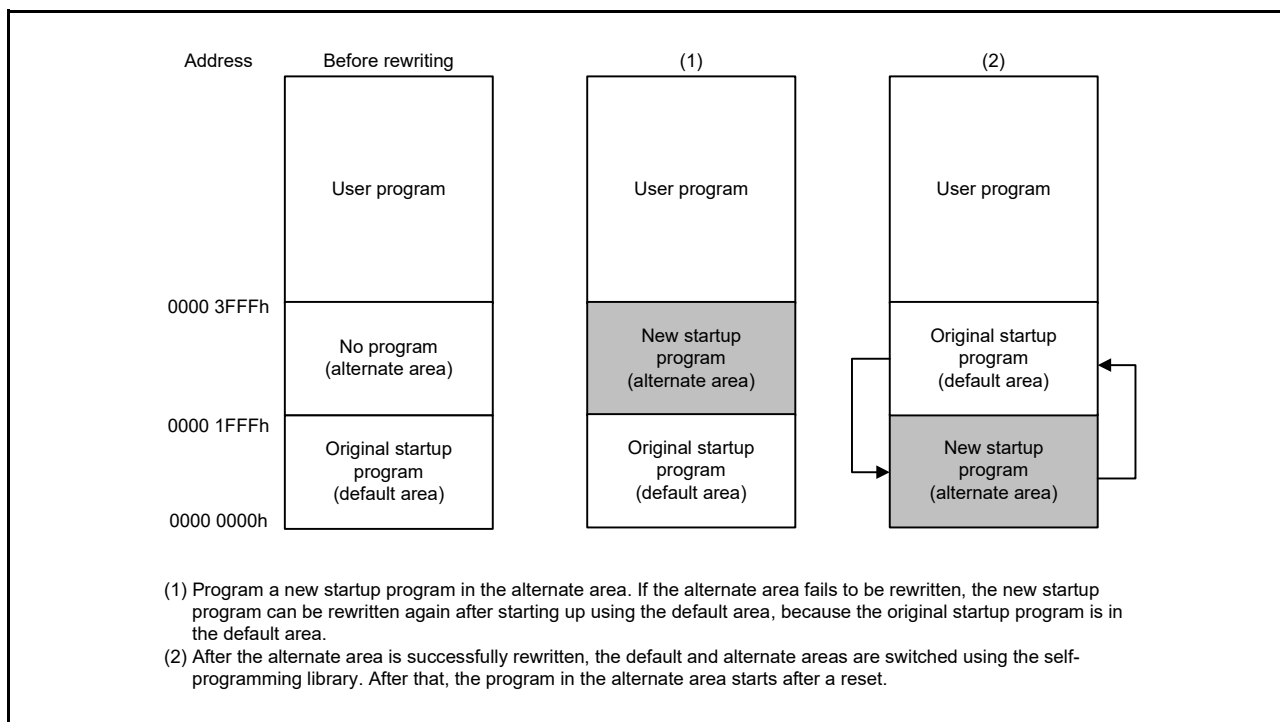 Address
Before rewriting
(1)
(2)
User program
User program
User program
0000 3FFFh
No program
(alternate area)
New startup
program
(alternate area)
Original startup
program
(default area)
0000 1FFFh
Original startup
program
(default area)
Original startup
program
(default area)
New startup
program
(alternate area)
0000 0000h
(1) Program a new startup program in the alternate area. If the alternate area fails to be rewritten, the new startup
program can be rewritten again after starting up using the default area, because the original startup program is in
the default area.
(2) After the alternate area is successfully rewritten, the default and alternate areas are switched using the self-
programming library. After that, the program in the alternate area starts after a reset.